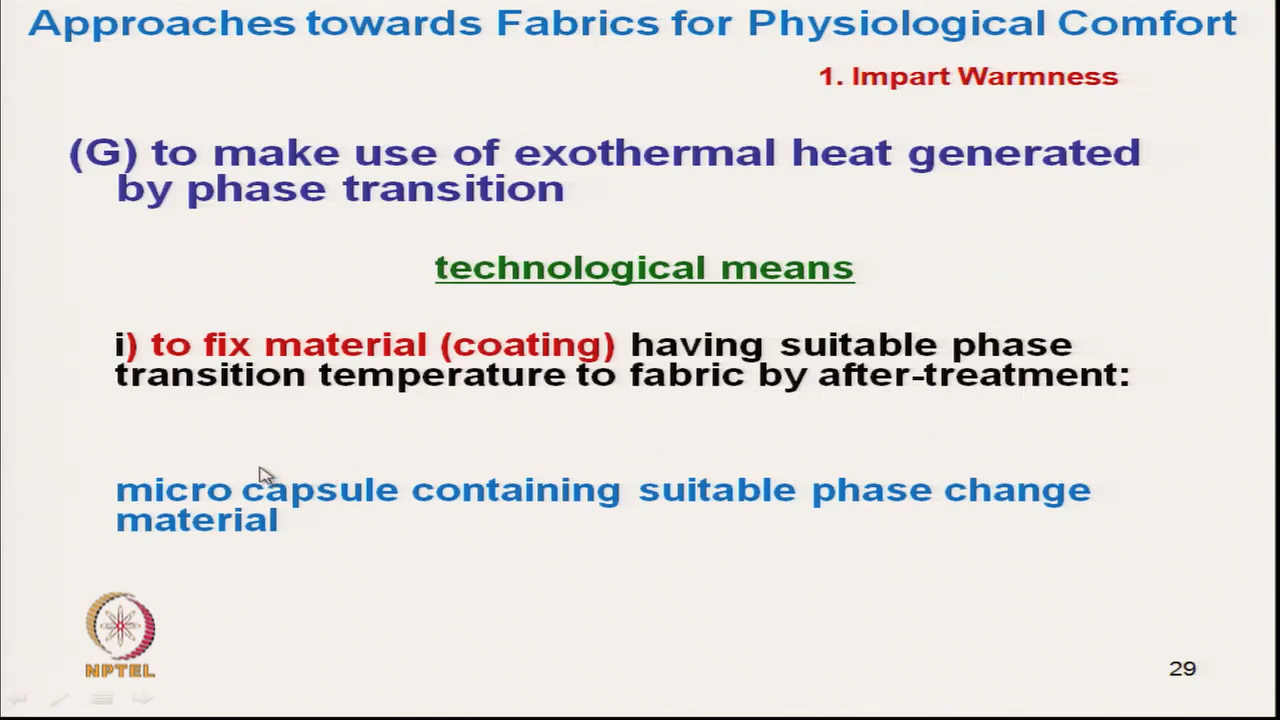 Approaches towards Fabrics for Physiological Comfort
1. Impart Warmness
(G) to make use of exothermal heat generated
by phase transition
technological means
i) to fix material (coating) having suitable phase
transition temperature to fabric by after-treatment:
micro capsule containing suitable phase change
material
NPTEL
29